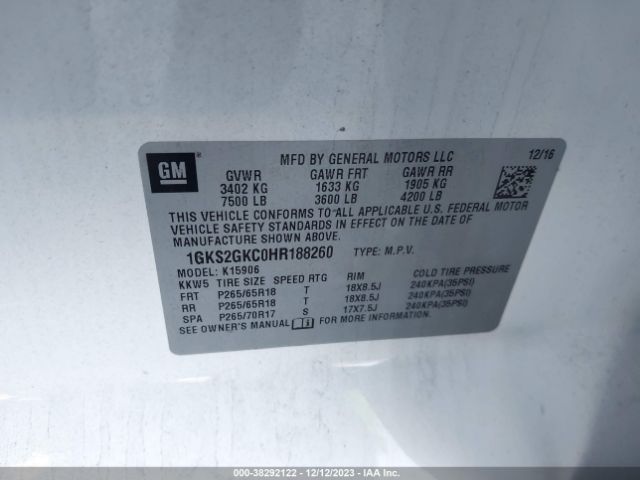 GM
MFD BY GENERAL MOTORS LLC 12/16
GVWR GAWR FRT GAWR RR
3402 KG 1633 KG 1905 KG
7500 LB 3600 LB 4200 LB
THIS VEHICLE CONFORMS TO ALL APPLICABLE U.S. FEDERAL MOTOR
VEHICLE SAFETY STANDARDS IN EFFECT ON THE DATE OF
MANUFACTURE SHOWN ABOVE.
1GKS2GKC0HR188260 TYPE: M.P.V.
MODEL: K15906
KKW5 TIRE SIZE SPEED RTG RIM COLD TIRE PRESSURE
FRT P265/65R18 T 18X8.5J 240KPA(35PSI)
RR P265/65R18 T 18X8.5J 240KPA(35PSI)
SPA P265/70R17 S 17X7.5J 240KPA(35PSI)
SEE OWNER'S MANUAL
© DRIVE - 38292122 - 12/12/2023 - IAA Inc.